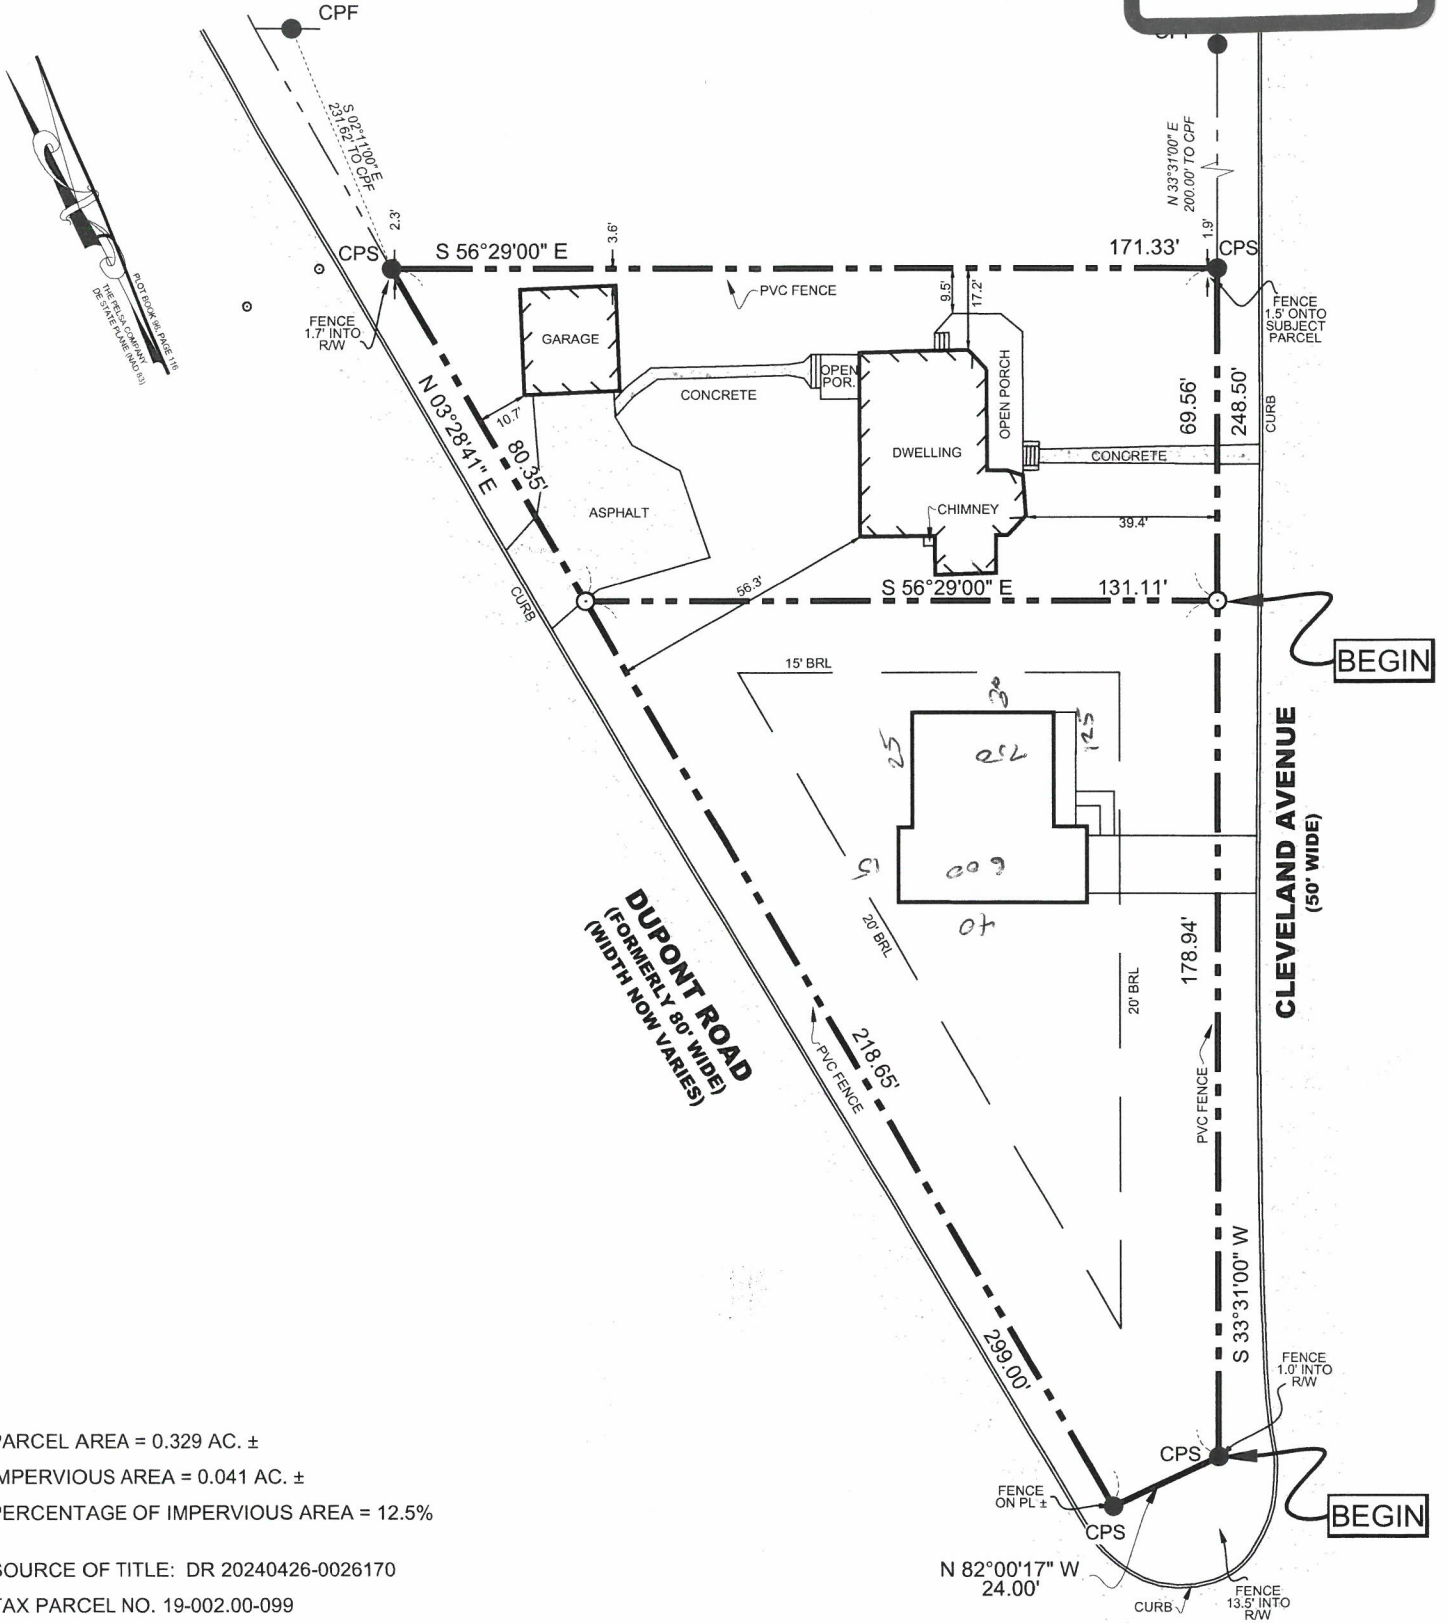 CPF
S 02°11'00" E
231.62' TO CPF
N 33°31'00" E
200.00' TO CPF
PLOT BOOK 96, PAGE 116
THE PELSA COMPANY
DE STATE PLANE (NAD 83)
2.3'
3.6'
1.9'
CPS
S 56°29'00" E
171.33'
CPS
PVC FENCE
9.5'
17.2'
FENCE
1.7' INTO
R/W
FENCE
1.5' ONTO
SUBJECT
PARCEL
GARAGE
OPEN
POR.
OPEN PORCH
CONCRETE
N 03°28'41" E
80.35'
10.7'
69.56'
248.50'
CURB
DWELLING
CONCRETE
ASPHALT
CHIMNEY
39.4'
CURB
56.3'
S 56°29'00" E
131.11'
BEGIN
15' BRL
30
25
750
125
15
600
40
20' BRL
20' BRL
DUPONT ROAD
(FORMERLY 80' WIDE)
(WIDTH NOW VARIES)
CLEVELAND AVENUE
(50' WIDE)
178.94'
PVC FENCE
218.65'
PVC FENCE
299.00'
S 33°31'00" W
FENCE
1.0' INTO
R/W
CPS
BEGIN
FENCE
ON PL ±
CPS
N 82°00'17" W
24.00'
CURB
FENCE
13.5' INTO
R/W
PARCEL AREA = 0.329 AC. ±
IMPERVIOUS AREA = 0.041 AC. ±
PERCENTAGE OF IMPERVIOUS AREA = 12.5%
SOURCE OF TITLE: DR 20240426-0026170
TAX PARCEL NO. 19-002.00-099